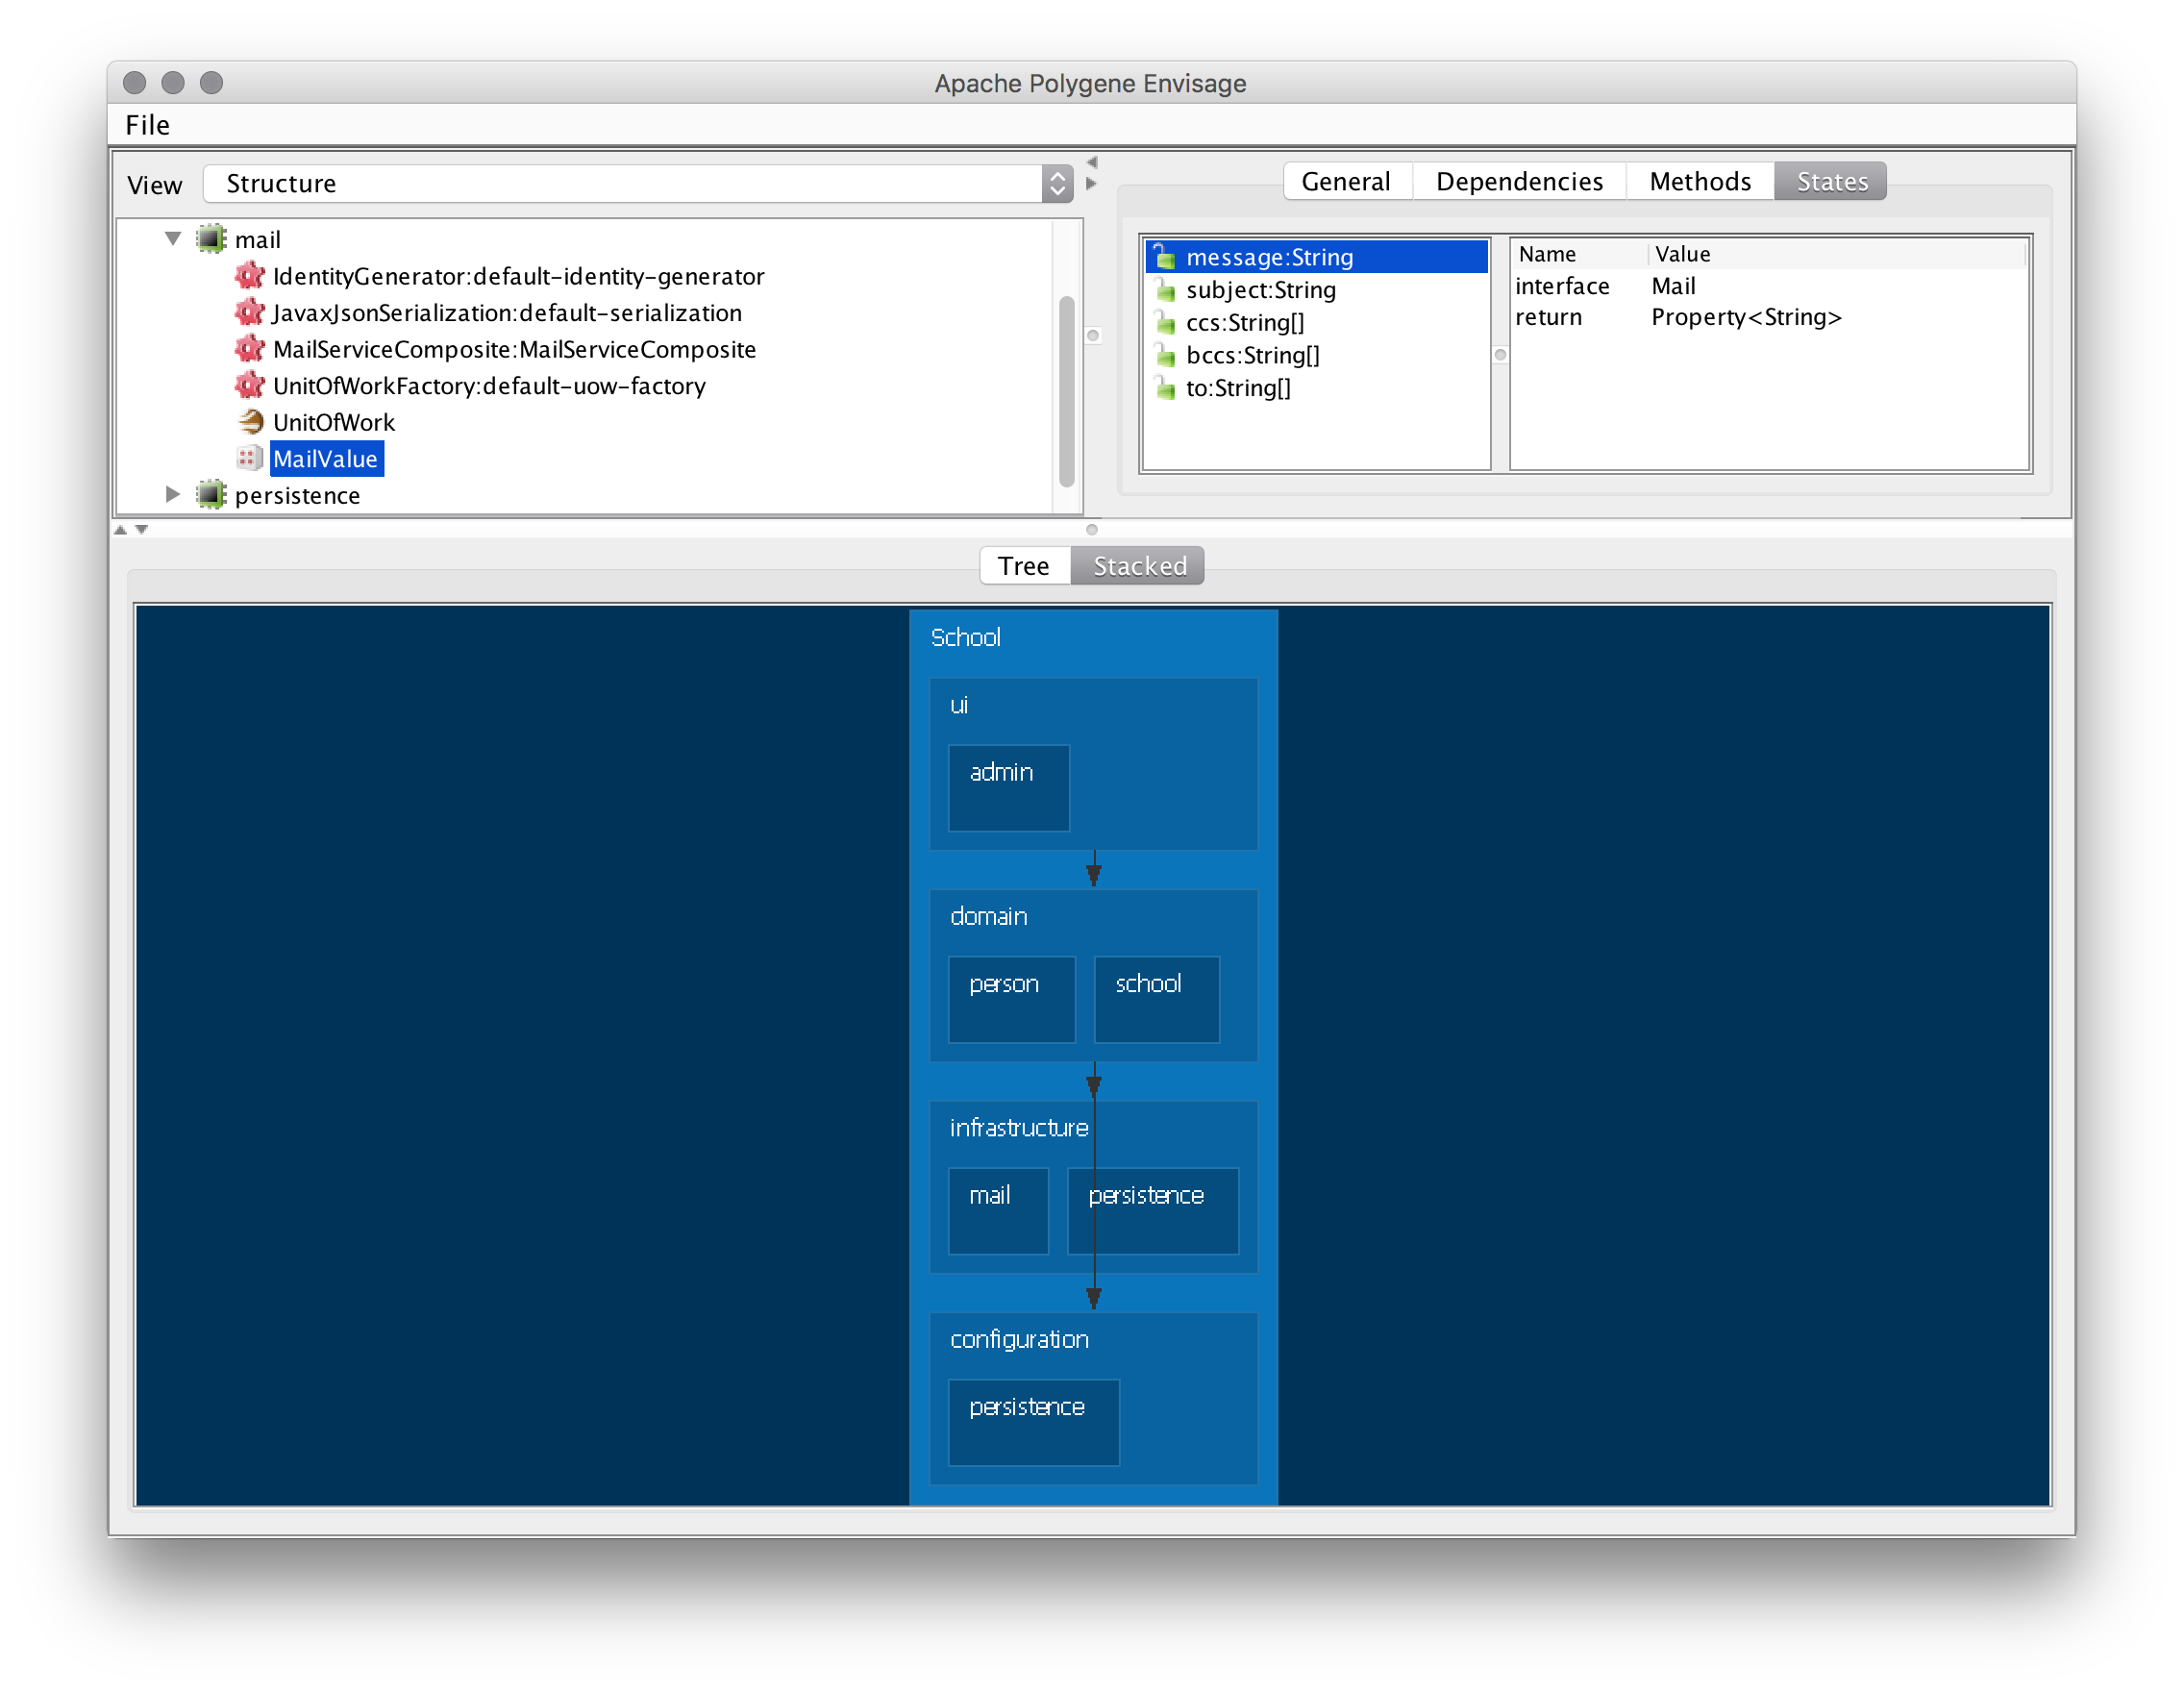 Apache Polygene Envisage
File
View Structure
mail
IdentityGenerator:default-identity-generator
JavaxJsonSerialization:default-serialization
MailServiceComposite:MailServiceComposite
UnitOfWorkFactory:default-uow-factory
UnitOfWork
MailValue
persistence
General Dependencies Methods States
message:String
subject:String
ccs:String[]
bccs:String[]
to:String[]
Name Value
interface Mail
return Property<String>
Tree Stacked
School
ui
admin
domain
person school
infrastructure
mail persistence
configuration
persistence